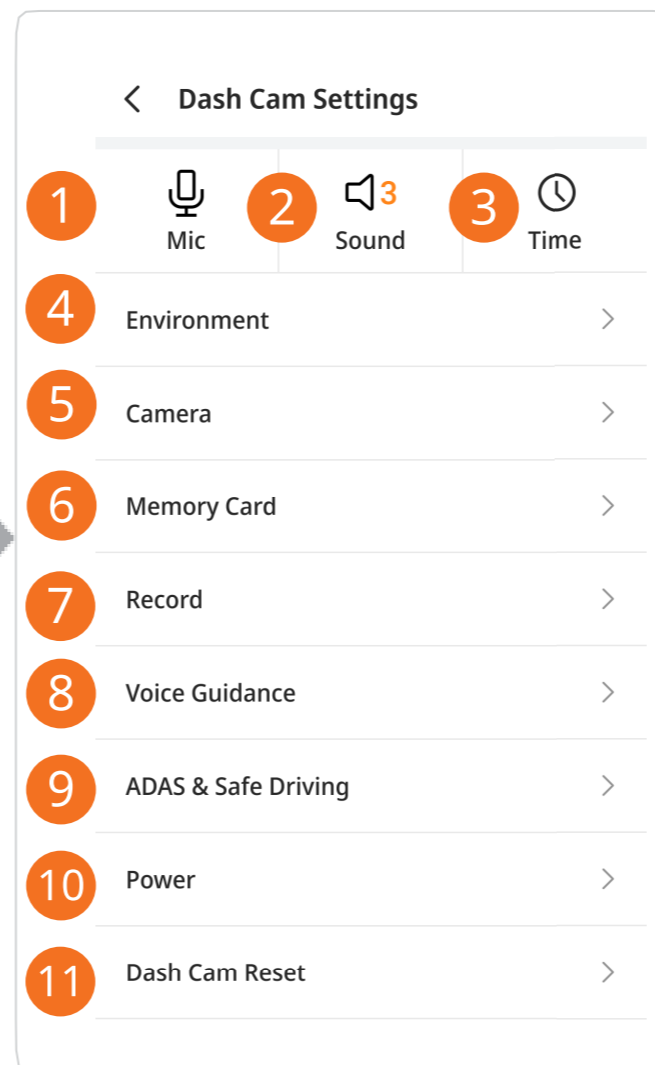 Dash Cam Settings
1 Mic 2 3 Sound 3 Time
4 Environment
5 Camera
6 Memory Card
7 Record
8 Voice Guidance
9 ADAS & Safe Driving
10 Power
11 Dash Cam Reset